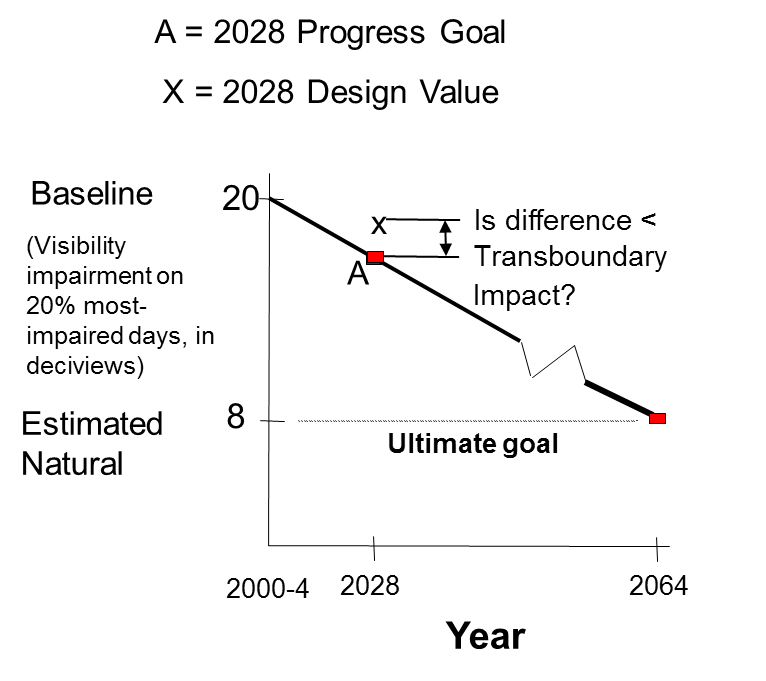 A = 2028 Progress Goal
X = 2028 Design Value
Baseline
20
(Visibility
impairment on
20% most-
impaired days, in
deciviews)
x
A
Is difference <
Transboundary
Impact?
Estimated
Natural
8
Ultimate goal
2000-4
2028
2064
Year